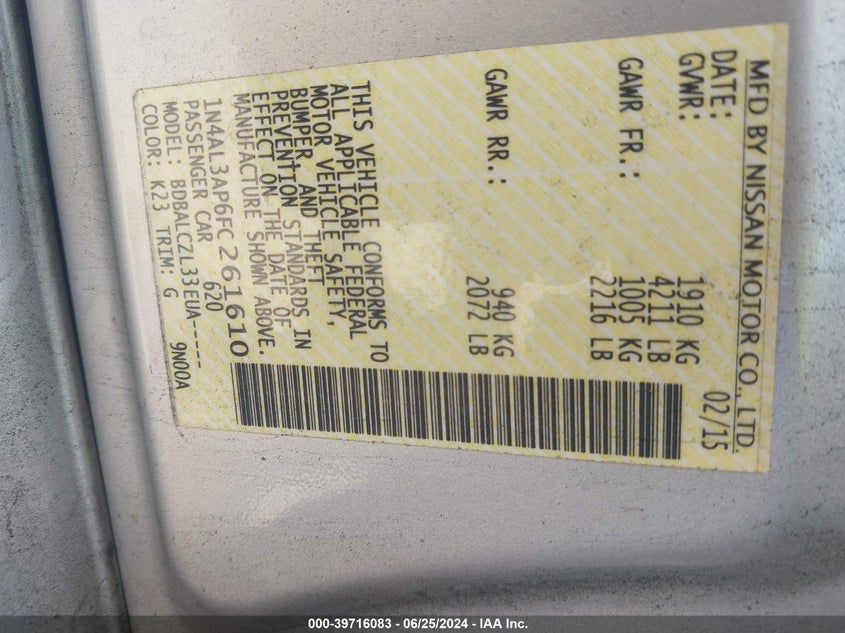 MFD BY NISSAN MOTOR CO., LTD.
DATE: 02/15
GVWR: 1910 KG
4211 LB
GAWR FR.: 1005 KG
2216 LB
GAWR RR.: 940 KG
2072 LB
THIS VEHICLE CONFORMS TO
ALL APPLICABLE FEDERAL
MOTOR VEHICLE SAFETY,
BUMPER, AND THEFT
PREVENTION STANDARDS IN
EFFECT ON THE DATE OF
MANUFACTURE SHOWN ABOVE.
1N4AL3AP6FC261610
PASSENGER CAR 620
MODEL: BDBALCZL33EUA-----
COLOR: K23 TRIM: G 9N00A
000-39716083 - 06/25/2024 - IAA Inc.